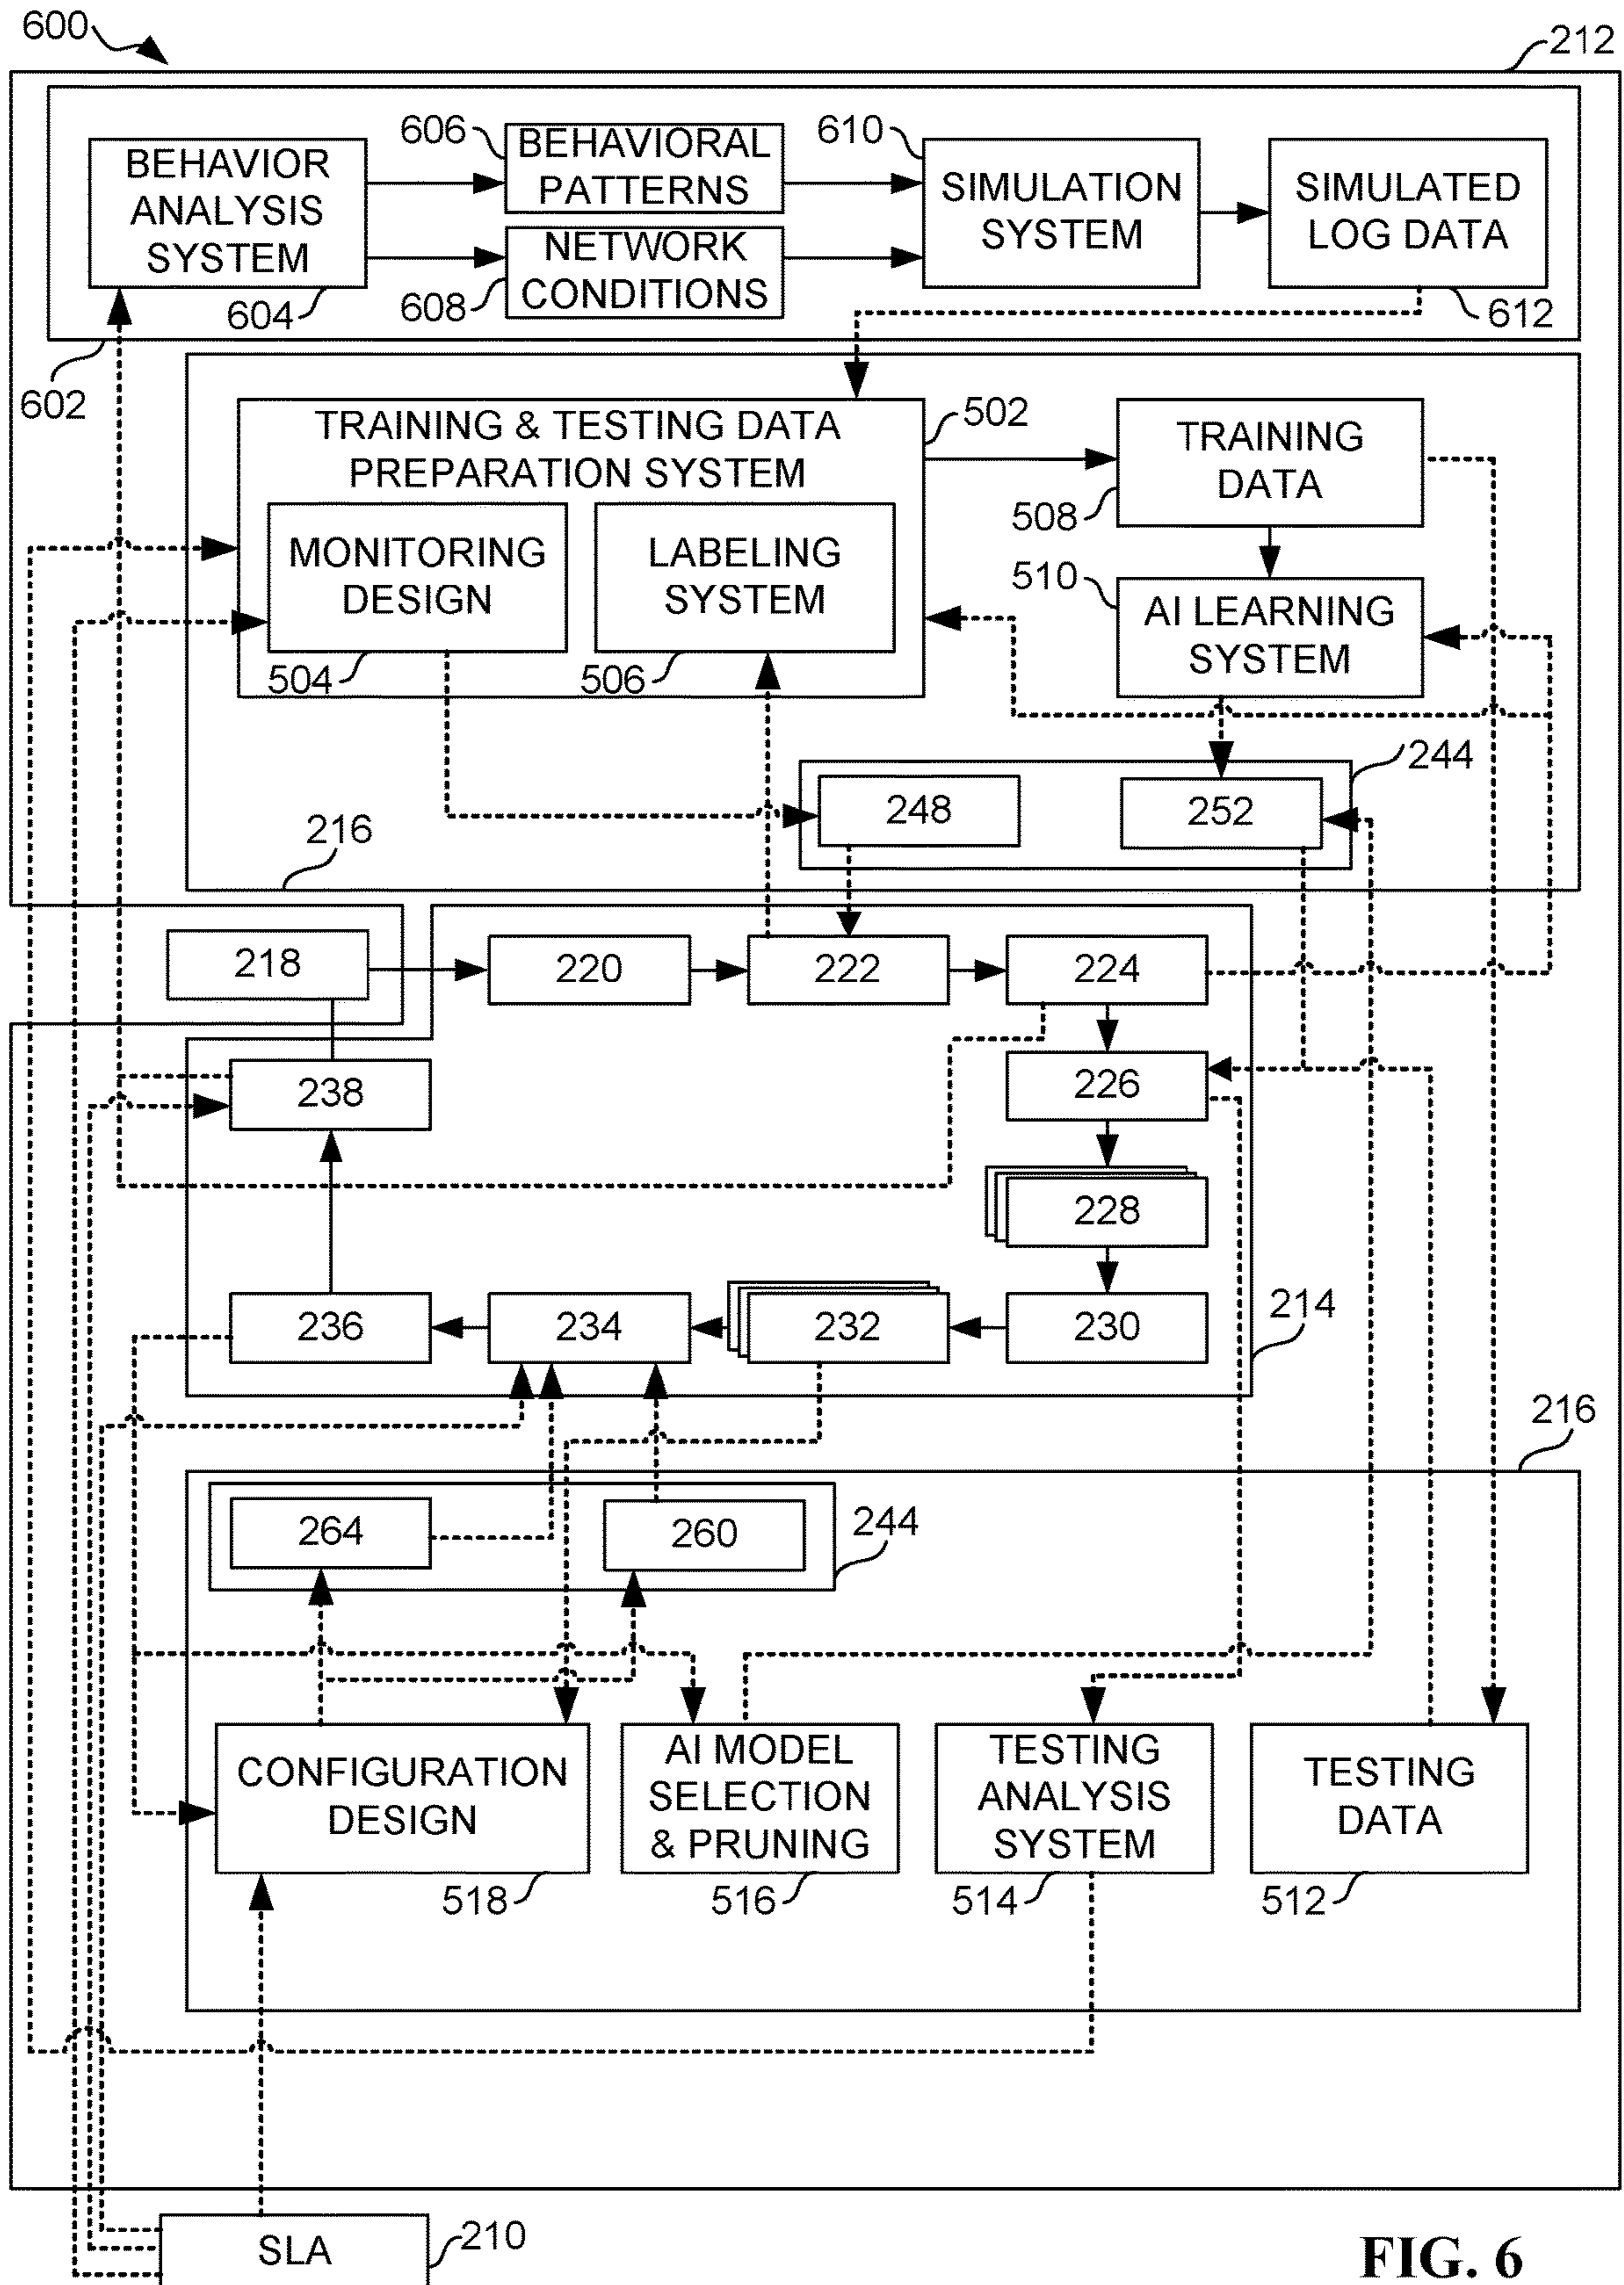 600
212
BEHAVIOR
ANALYSIS
SYSTEM
604
606
BEHAVIORAL
PATTERNS
NETWORK
CONDITIONS
608
610
SIMULATION
SYSTEM
SIMULATED
LOG DATA
612
602
TRAINING & TESTING DATA
PREPARATION SYSTEM
502
MONITORING
DESIGN
504
LABELING
SYSTEM
506
TRAINING
DATA
508
510
AI LEARNING
SYSTEM
244
248
252
216
218
220
222
224
238
226
228
236
234
232
230
214
216
264
260
244
CONFIGURATION
DESIGN
518
AI MODEL
SELECTION
& PRUNING
516
TESTING
ANALYSIS
SYSTEM
514
TESTING
DATA
512
SLA
210
FIG. 6